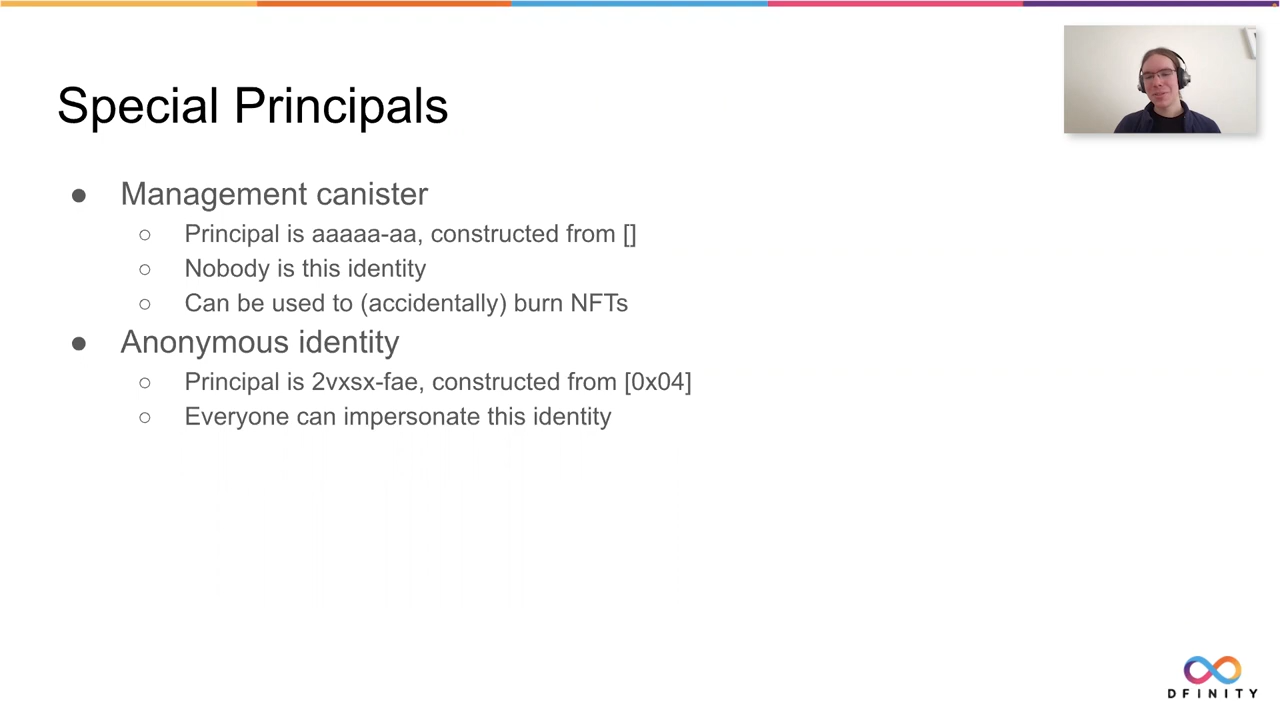 Special Principals
● Management canister
○ Principal is aaaaa-aa, constructed from []
○ Nobody is this identity
○ Can be used to (accidentally) burn NFTs
● Anonymous identity
○ Principal is 2vxsx-fae, constructed from [0x04]
○ Everyone can impersonate this identity
DFINITY